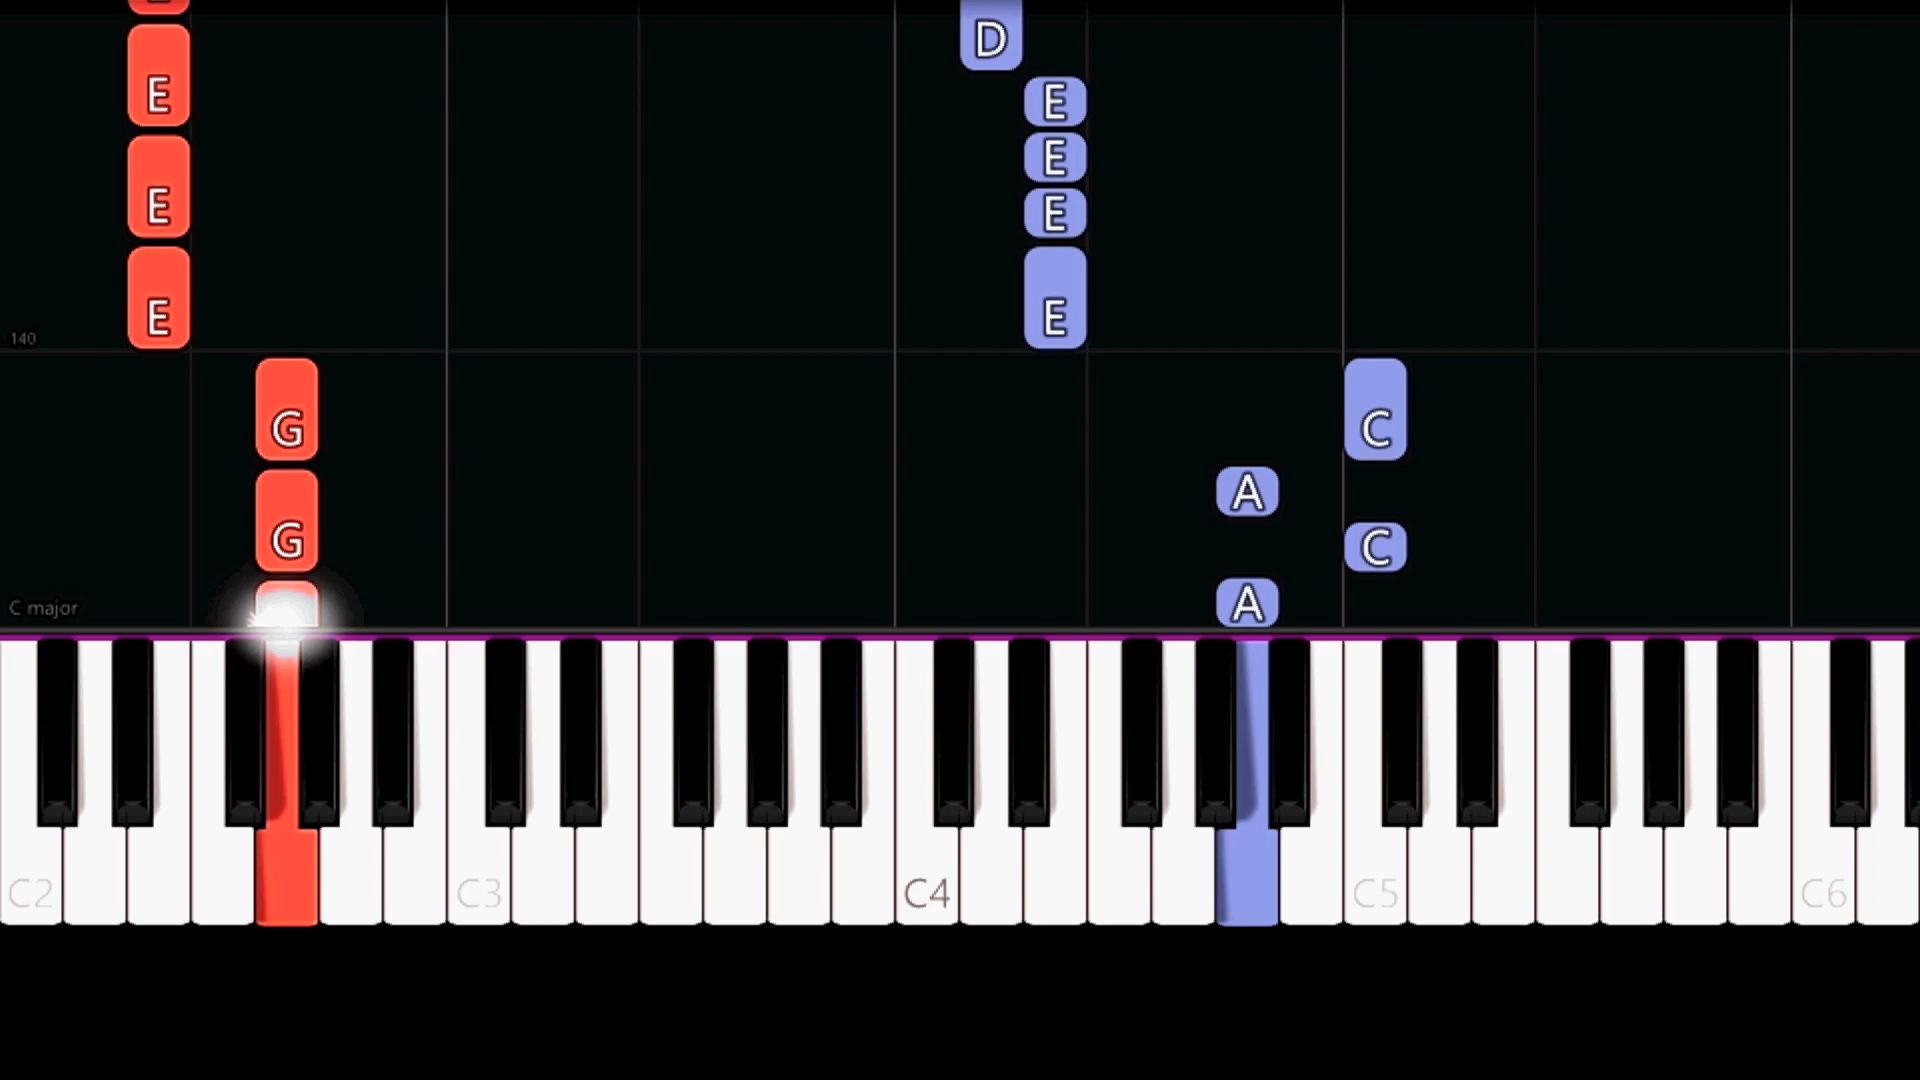 D
E E
E
E E
E
E E
140
G C
G A
C
C major A
C2 C3 C4 C5 C6